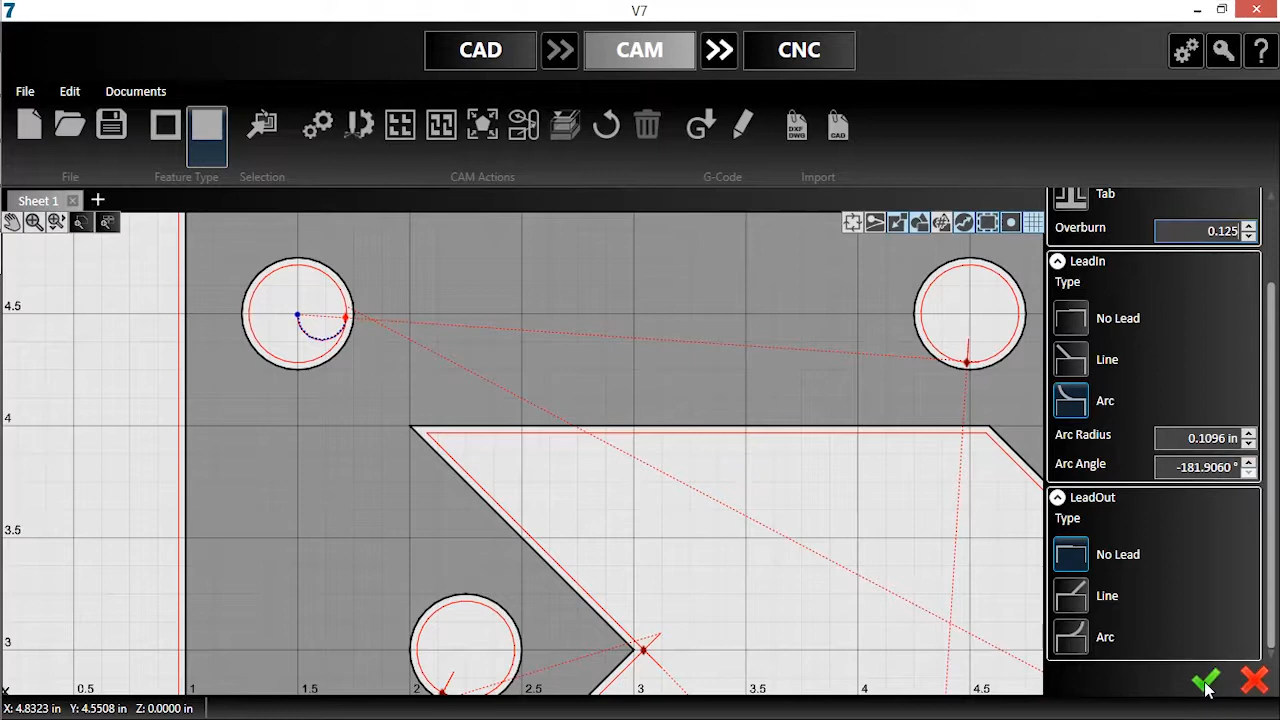 7
V7
CAD
CAM
CNC
File Edit Documents
G
DXF DWG
CAD
File Feature Type Selection CAM Actions G-Code Import
Sheet 1
Tab
Overburn 0.125
LeadIn
Type
No Lead
Line
Arc
Arc Radius 0.1096 in
Arc Angle -181.9060 °
LeadOut
Type
No Lead
Line
Arc
4.5
4
3.5
3
0.5 1 1.5 2 2.5 3 3.5 4 4.5
X: 4.8323 in Y: 4.5508 in Z: 0.0000 in